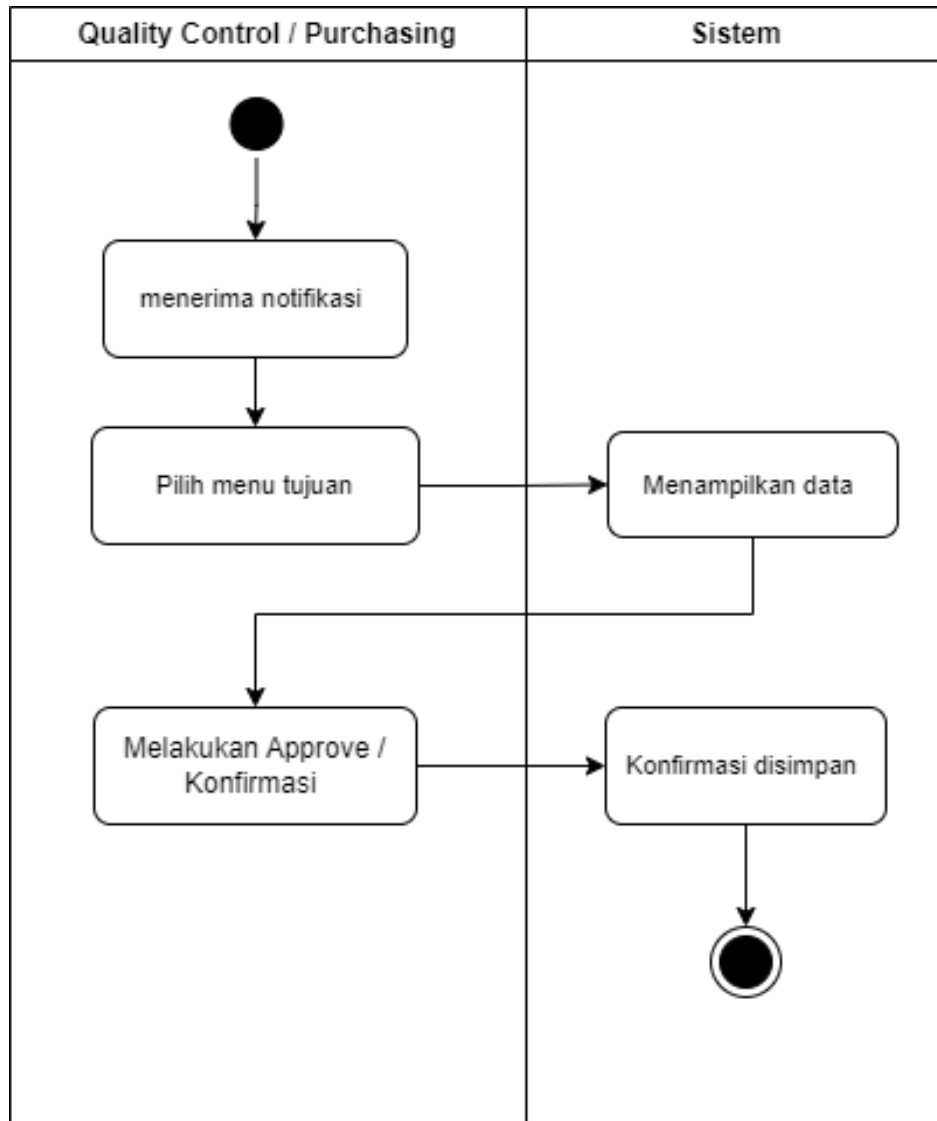 Quality Control / Purchasing
Sistem
menerima notifikasi
Pilih menu tujuan
Menampilkan data
Melakukan Approve /
Konfirmasi
Konfirmasi disimpan